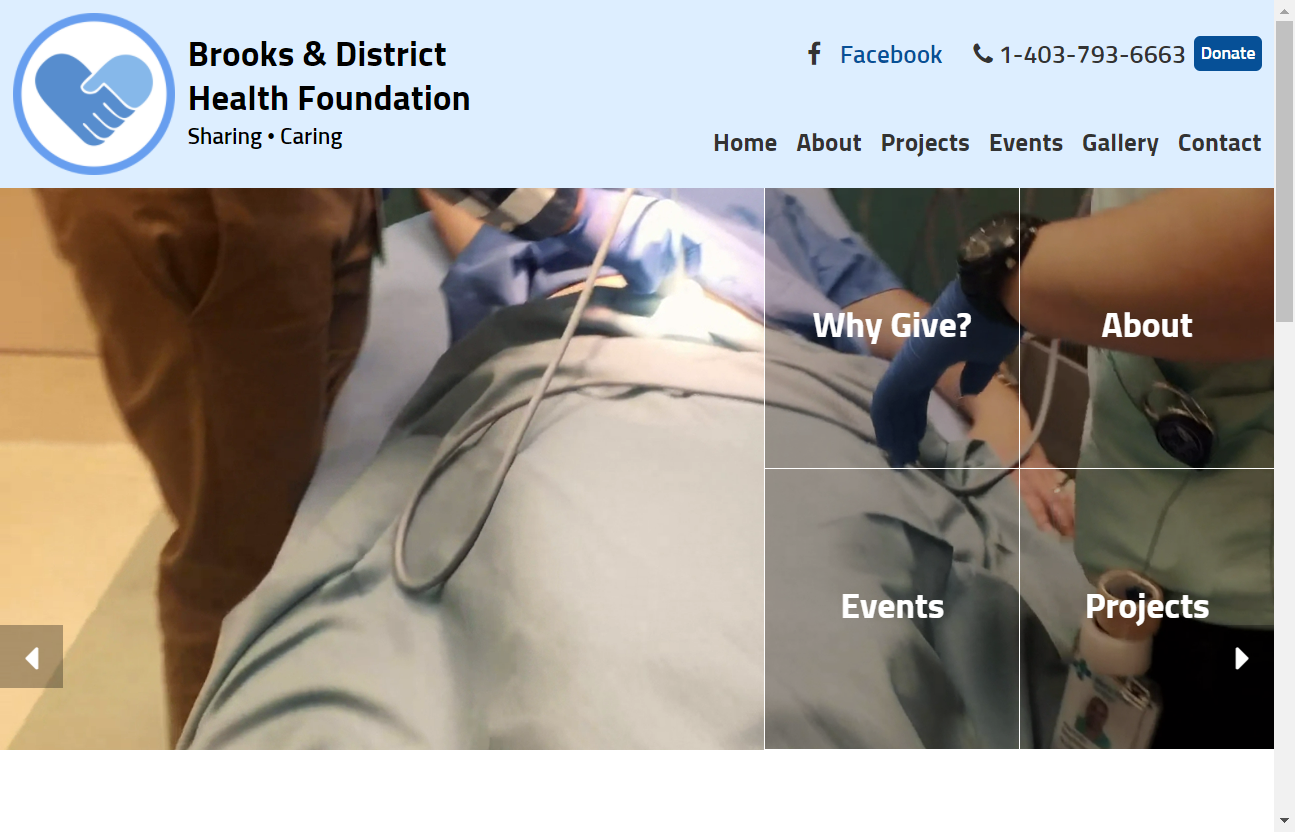 Brooks & District
Health Foundation
Sharing • Caring
Facebook
1-403-793-6663
Donate
Home
About
Projects
Events
Gallery
Contact
Why Give?
About
Events
Projects